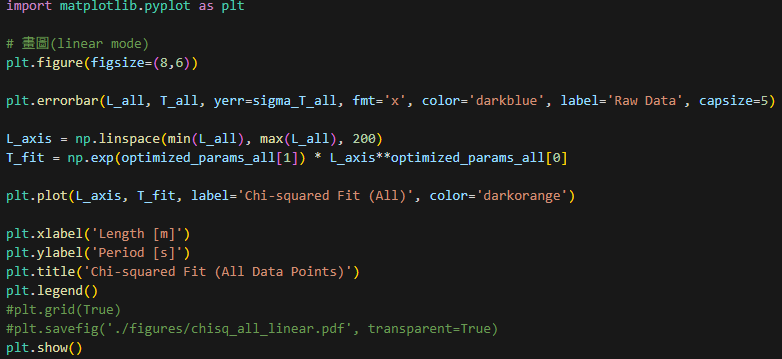 import matplotlib.pyplot as plt
# 畫圖(linear mode)
plt.figure(figsize=(8,6))
plt.errorbar(L_all, T_all, yerr=sigma_T_all, fmt='x', color='darkblue', label='Raw Data', capsize=5)
L_axis = np.linspace(min(L_all), max(L_all), 200)
T_fit = np.exp(optimized_params_all[1]) * L_axis**optimized_params_all[0]
plt.plot(L_axis, T_fit, label='Chi-squared Fit (All)', color='darkorange')
plt.xlabel('Length [m]')
plt.ylabel('Period [s]')
plt.title('Chi-squared Fit (All Data Points)')
plt.legend()
#plt.grid(True)
#plt.savefig('./figures/chisq_all_linear.pdf', transparent=True)
plt.show()